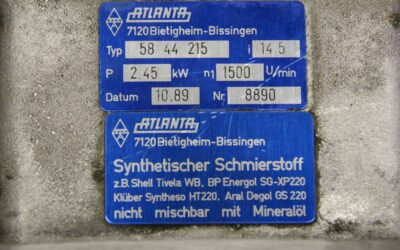 ATLANTA
7120 Bietigheim-Bissingen
Typ 58 44 215 i 14,5
P 2,45 kW n1 1500 U/min
Datum 10.89 Nr. 8890
ATLANTA
7120 Bietigheim-Bissingen
Synthetischer Schmierstoff
z.B. Shell Tivela WB, BP Energol SG-XP220
Klüber Syntheso HT220, Aral Degol GS 220
nicht mischbar mit Mineralöl